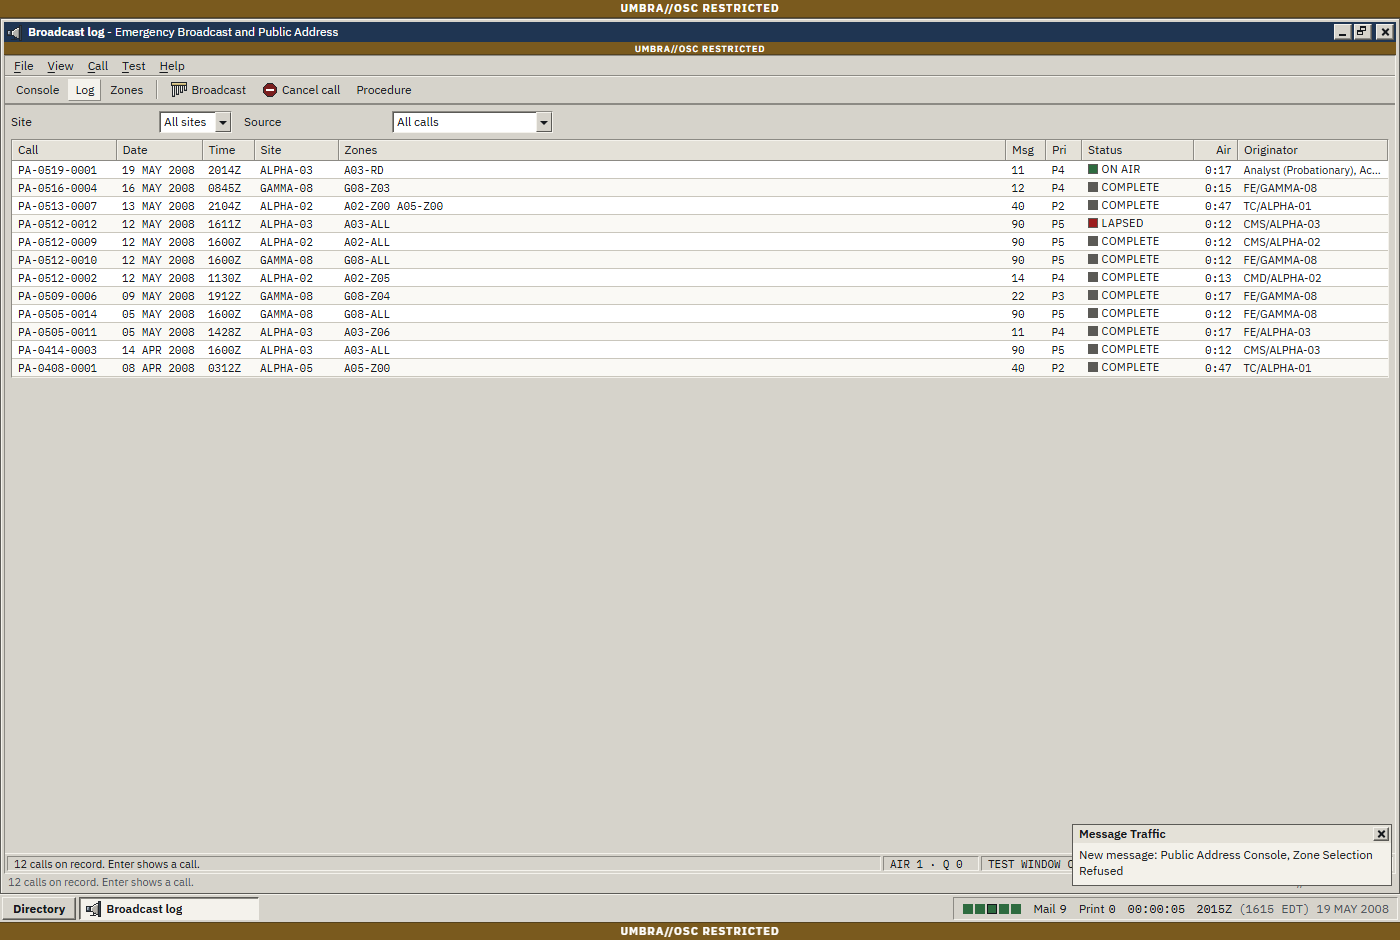 UMBRA//OSC RESTRICTED
Broadcast log - Emergency Broadcast and Public Address
UMBRA//OSC RESTRICTED
File View Call Test Help
Console Log Zones Broadcast Cancel call Procedure
Site All sites Source All calls
Call Date Time Site Zones Msg Pri Status Air Originator
PA-0519-0001 19 MAY 2008 2014Z ALPHA-03 A03-RD 11 P4 ON AIR 0:17 Analyst (Probationary), Ac...
PA-0516-0004 16 MAY 2008 0845Z GAMMA-08 G08-Z03 12 P4 COMPLETE 0:15 FE/GAMMA-08
PA-0513-0007 13 MAY 2008 2104Z ALPHA-02 A02-Z00 A05-Z00 40 P2 COMPLETE 0:47 TC/ALPHA-01
PA-0512-0012 12 MAY 2008 1611Z ALPHA-03 A03-ALL 90 P5 LAPSED 0:12 CMS/ALPHA-03
PA-0512-0009 12 MAY 2008 1600Z ALPHA-02 A02-ALL 90 P5 COMPLETE 0:12 CMS/ALPHA-02
PA-0512-0010 12 MAY 2008 1600Z GAMMA-08 G08-ALL 90 P5 COMPLETE 0:12 FE/GAMMA-08
PA-0512-0002 12 MAY 2008 1130Z ALPHA-02 A02-Z05 14 P4 COMPLETE 0:13 CMD/ALPHA-02
PA-0509-0006 09 MAY 2008 1912Z GAMMA-08 G08-Z04 22 P3 COMPLETE 0:17 FE/GAMMA-08
PA-0505-0014 05 MAY 2008 1600Z GAMMA-08 G08-ALL 90 P5 COMPLETE 0:12 FE/GAMMA-08
PA-0505-0011 05 MAY 2008 1428Z ALPHA-03 A03-Z06 11 P4 COMPLETE 0:17 FE/ALPHA-03
PA-0414-0003 14 APR 2008 1600Z ALPHA-03 A03-ALL 90 P5 COMPLETE 0:12 CMS/ALPHA-03
PA-0408-0001 08 APR 2008 0312Z ALPHA-05 A05-Z00 40 P2 COMPLETE 0:47 TC/ALPHA-01
Message Traffic
New message: Public Address Console, Zone Selection
Refused
12 calls on record. Enter shows a call. AIR 1 · Q 0 TEST WINDOW
12 calls on record. Enter shows a call.
Directory Broadcast log Mail 9 Print 0 00:00:05 2015Z (1615 EDT) 19 MAY 2008
UMBRA//OSC RESTRICTED